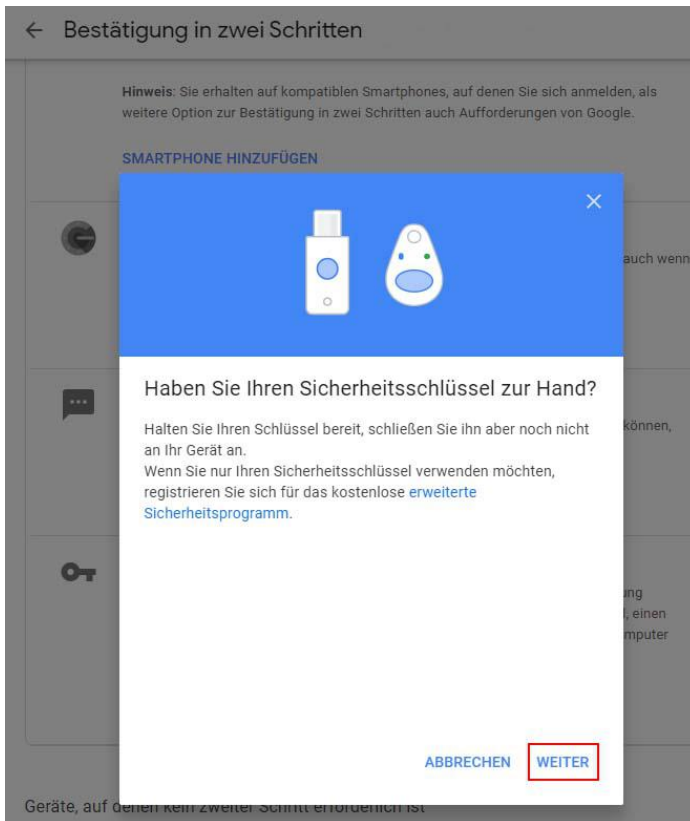 Bestätigung in zwei Schritten
Hinweis: Sie erhalten auf kompatiblen Smartphones, auf denen Sie sich anmelden, als
weitere Option zur Bestätigung in zwei Schritten auch Aufforderungen von Google.
SMARTPHONE HINZUFÜGEN
auch wenn
Haben Sie Ihren Sicherheitsschlüssel zur Hand?
Halten Sie Ihren Schlüssel bereit, schließen Sie ihn aber noch nicht
an Ihr Gerät an.
Wenn Sie nur Ihren Sicherheitsschlüssel verwenden möchten,
registrieren Sie sich für das kostenlose erweiterte
Sicherheitsprogramm.
können,
einen
ABBRECHEN WEITER
Geräte, auf denen kein zweiter Schritt erforderlich ist